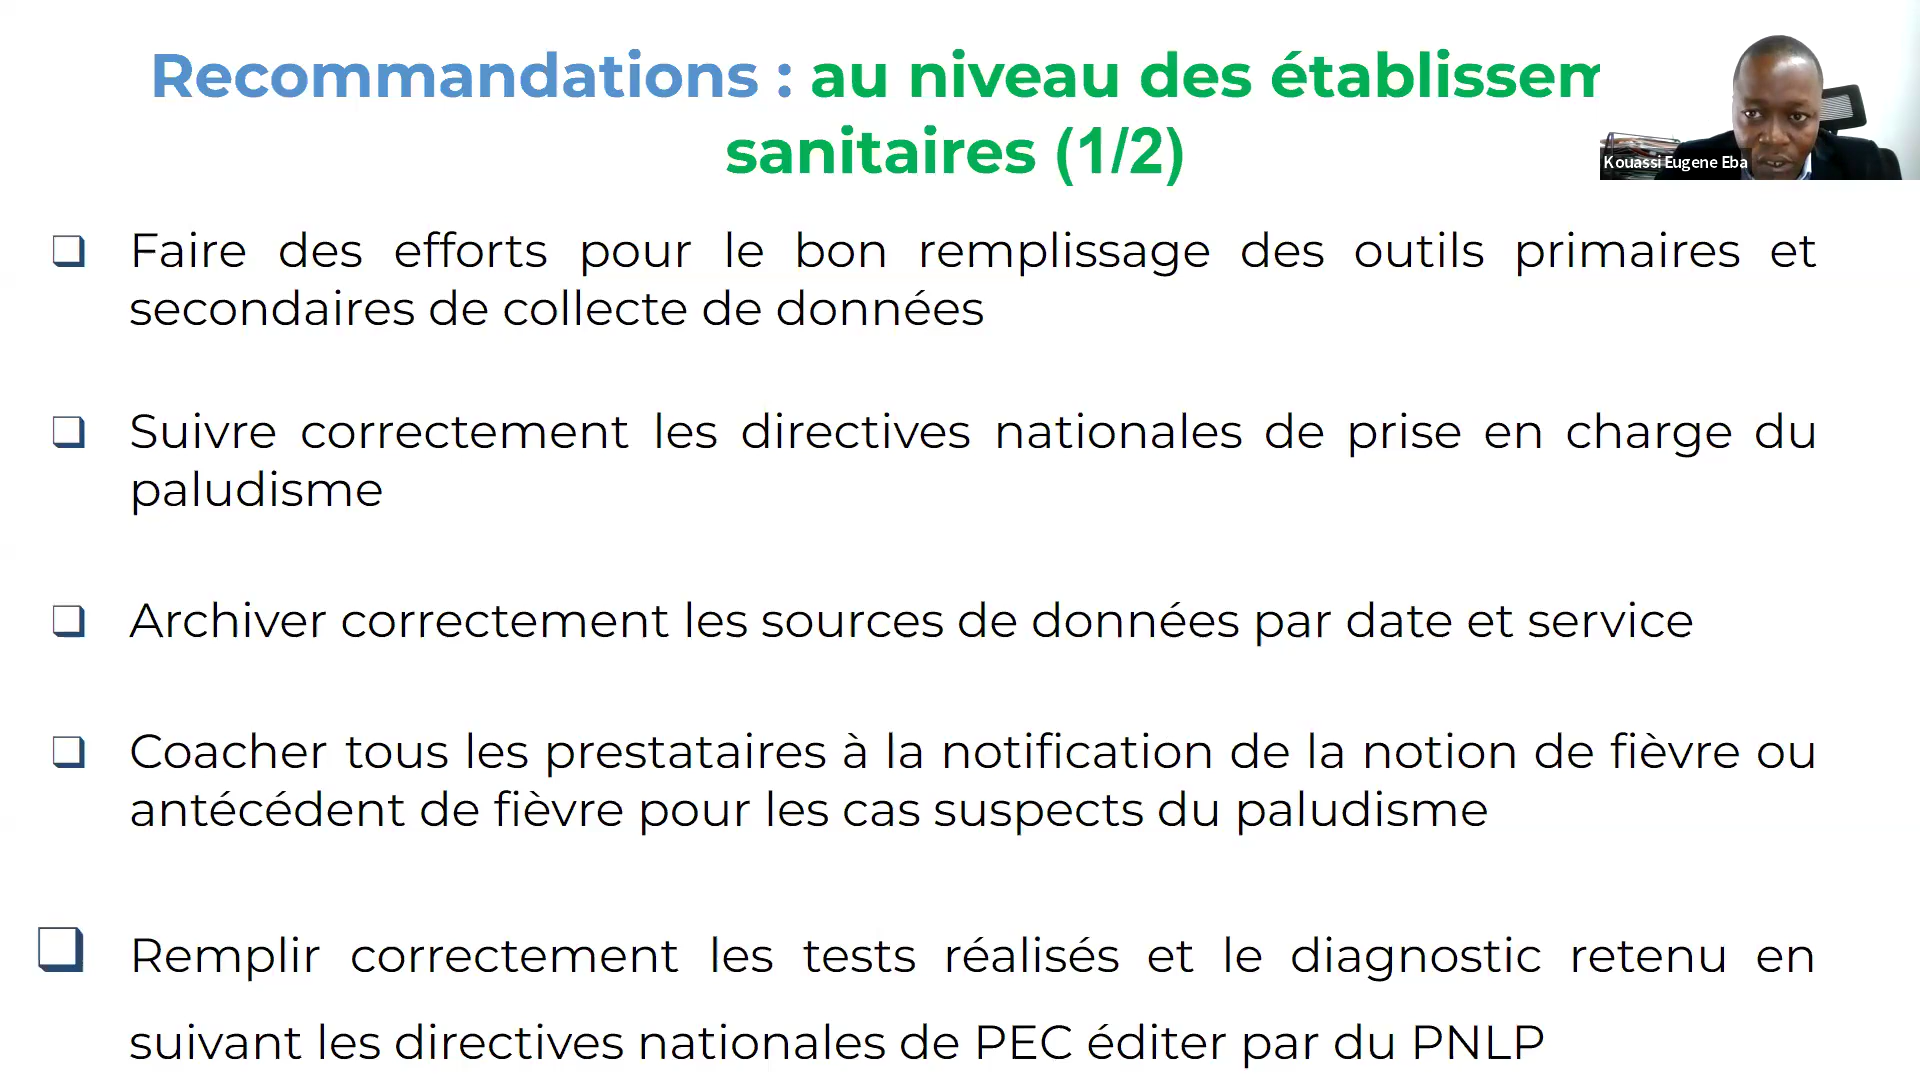 Recommandations : au niveau des établissem
sanitaires (1/2)
Kouassi Eugene Eba
Faire des efforts pour le bon remplissage des outils primaires et
secondaires de collecte de données
Suivre correctement les directives nationales de prise en charge du
paludisme
Archiver correctement les sources de données par date et service
Coacher tous les prestataires à la notification de la notion de fièvre ou
antécédent de fièvre pour les cas suspects du paludisme
Remplir correctement les tests réalisés et le diagnostic retenu en
suivant les directives nationales de PEC éditer par du PNLP